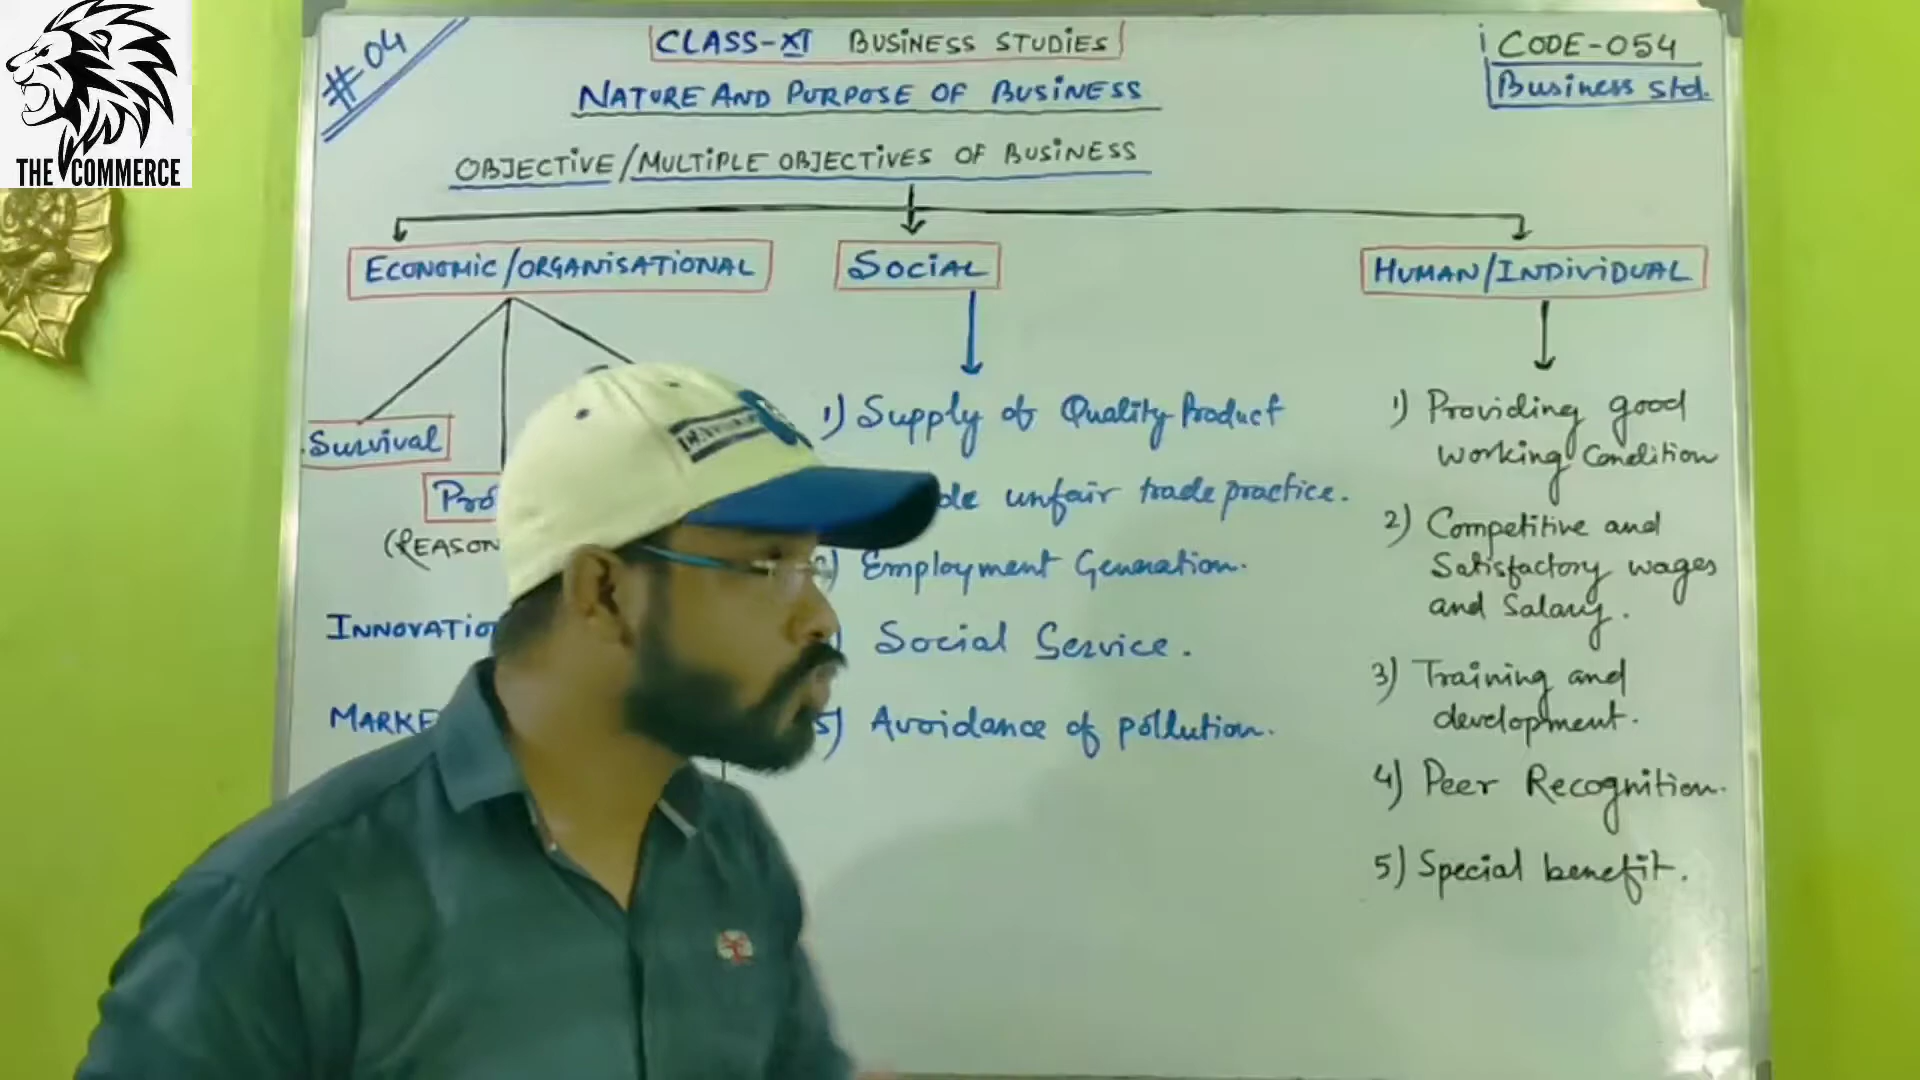 THE COMMERCE
#04
CLASS-XI BUSINESS STUDIES
CODE-054
Business Std.
NATURE AND PURPOSE OF BUSINESS
OBJECTIVE/MULTIPLE OBJECTIVES OF BUSINESS
ECONOMIC/ORGANISATIONAL
SOCIAL
HUMAN/INDIVIDUAL
Survival
(REASON
1) Supply of Quality Product
unfair trade practice.
Employment Generation.
Social Service.
5) Avoidance of pollution.
1) Providing good
working Condition
2) Competitive and
Satisfactory wages
and Salary.
3) Training and
development.
4) Peer Recognition.
5) Special benefit.